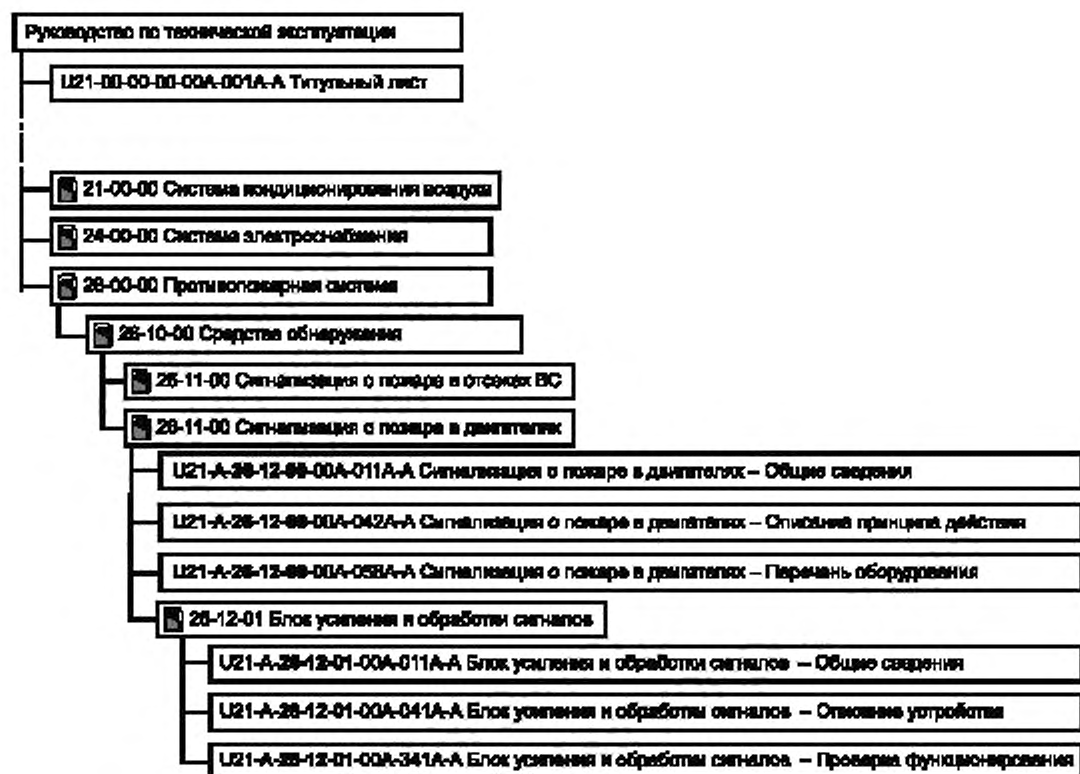 Руководство по технической эксплуатации
U21-00-00-00-00A-001A-A Титульный лист
21-00-00 Система кондиционирования воздуха
24-00-00 Система электроснабжения
26-00-00 Противопожарная система
26-10-00 Средства обнаружения
26-11-00 Сигнализация о пожаре в отсеках ВС
26-11-00 Сигнализация о пожаре в двигателях
U21-A-26-12-00-00A-011A-A Сигнализация о пожаре в двигателях – Общие сведения
U21-A-26-12-00-00A-042A-A Сигнализация о пожаре в двигателях – Описание принципа действия
U21-A-26-12-00-00A-056A-A Сигнализация о пожаре в двигателях – Перечень оборудования
26-12-01 Блок усиления и обработки сигналов
U21-A-26-12-01-00A-011A-A Блок усиления и обработки сигналов – Общие сведения
U21-A-26-12-01-00A-041A-A Блок усиления и обработки сигналов – Описание устройства
U21-A-26-12-01-00A-341A-A Блок усиления и обработки сигналов – Проверка функционирования